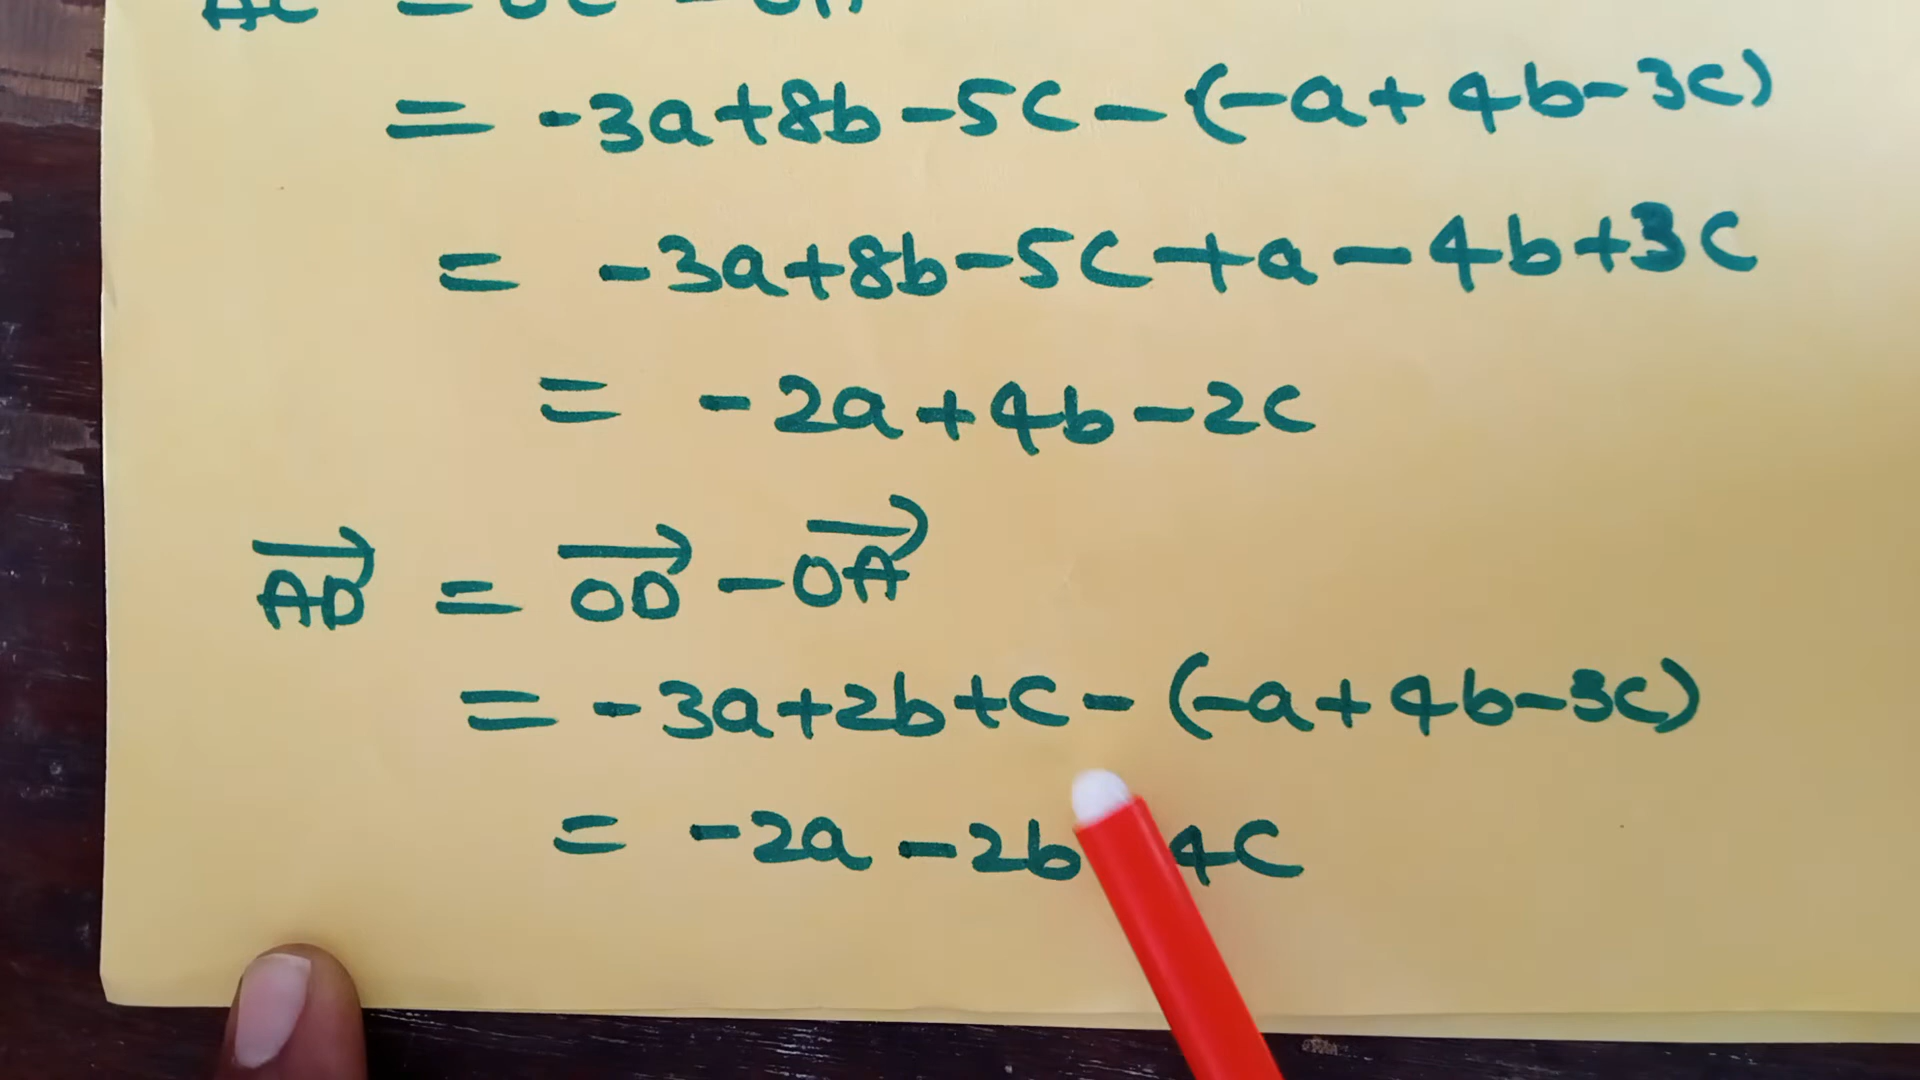 = -3a+8b-5c-(-a+4b-3c)
= -3a+8b-5c+a-4b+3c
= -2a+4b-2c
AD = OD - OA
= -3a+2b+c-(-a+4b-3c)
= -2a-2b 4c